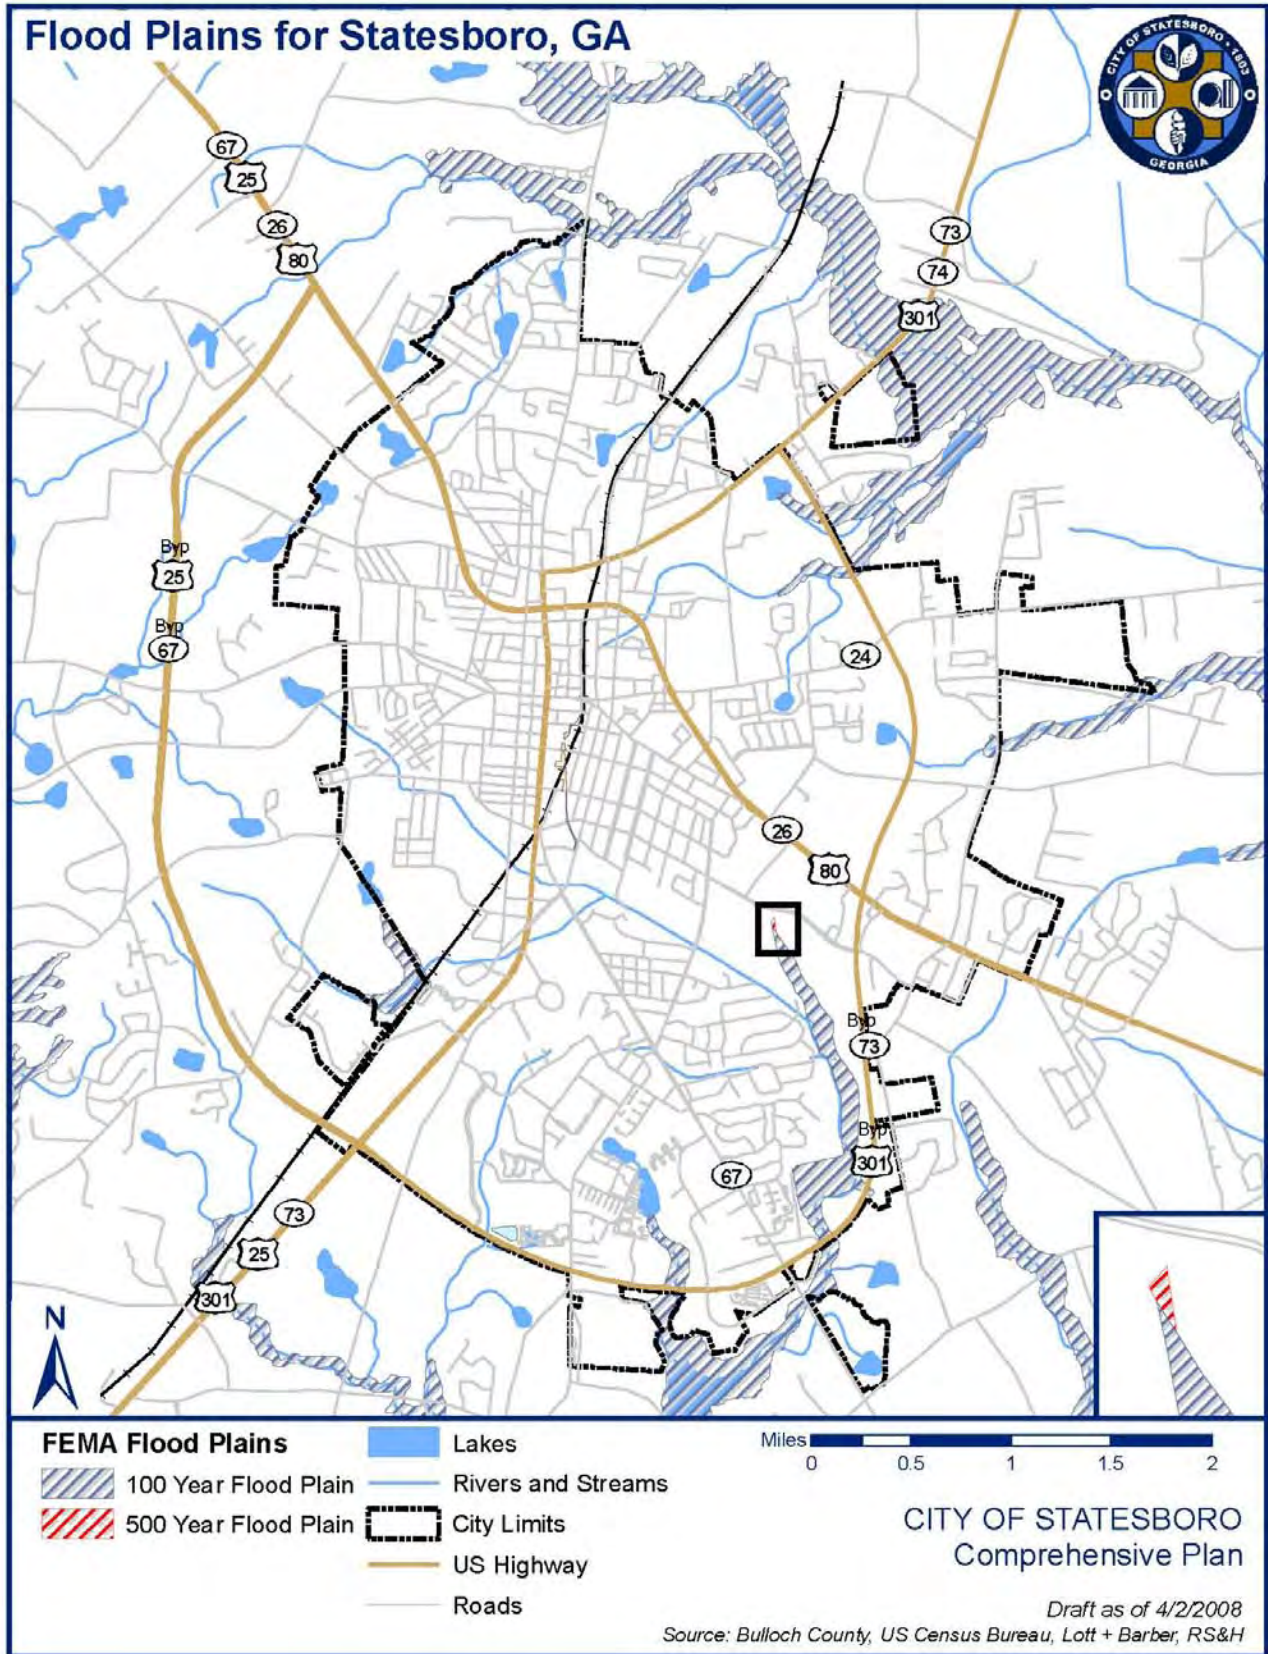 Flood Plains for Statesboro, GA
CITY OF STATESBORO • 1803
GEORGIA
67
25
26
80
73
74
301
Byp
25
Byp
67
24
26
80
Byp
73
Byp
301
67
73
25
301
N
FEMA Flood Plains
100 Year Flood Plain
500 Year Flood Plain
Lakes
Rivers and Streams
City Limits
US Highway
Roads
Miles
0 0.5 1 1.5 2
CITY OF STATESBORO
Comprehensive Plan
Draft as of 4/2/2008
Source: Bulloch County, US Census Bureau, Lott + Barber, RS&H